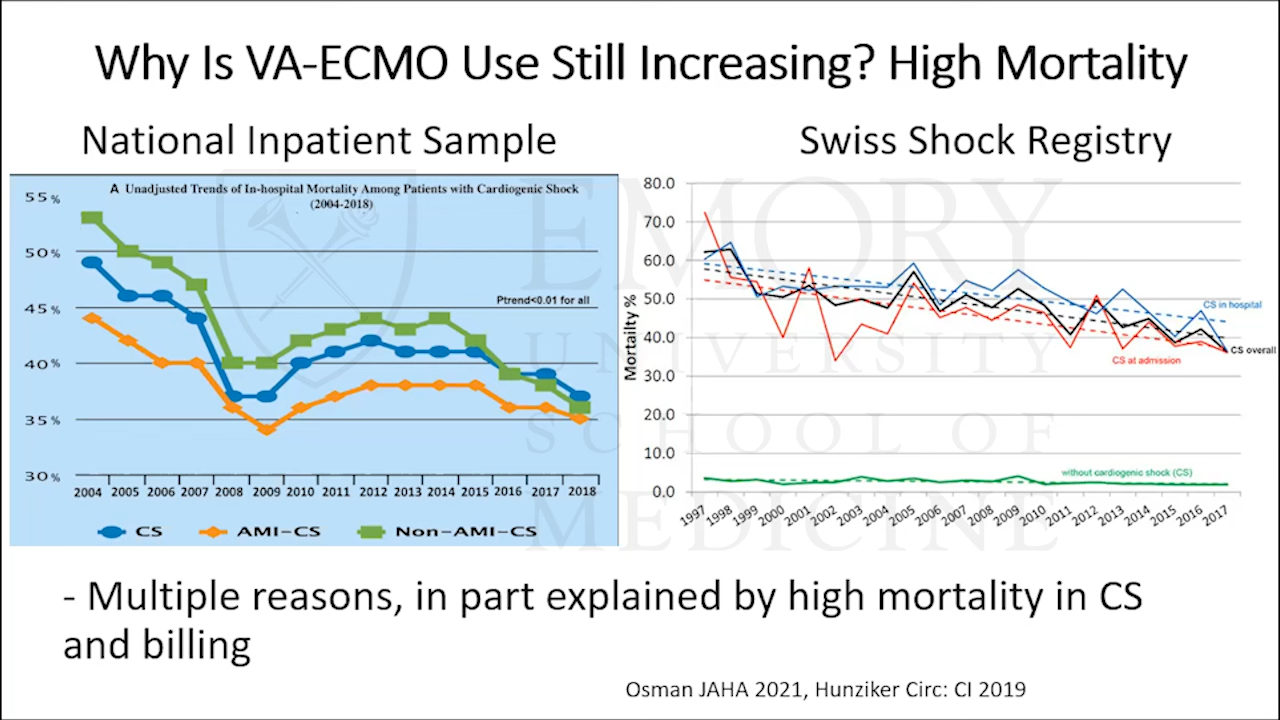 Why Is VA-ECMO Use Still Increasing? High Mortality
National Inpatient Sample
Swiss Shock Registry
A Unadjusted Trends of In-hospital Mortality Among Patients with Cardiogenic Shock
(2004-2018)
55%
50%
45%
40%
35%
30%
Ptrend<0.01 for all
2004 2005 2006 2007 2008 2009 2010 2011 2012 2013 2014 2015 2016 2017 2018
CS AMI-CS Non-AMI-CS
Mortailty %
80.0
70.0
60.0
50.0
40.0
30.0
20.0
10.0
0.0
CS in hospital
CS overall
CS at admission
without cardiogenic shock (CS)
1997 1998 1999 2000 2001 2002 2003 2004 2005 2006 2007 2008 2009 2010 2011 2012 2013 2014 2015 2016 2017
EMORY
UNIVERSITY
SCHOOL OF
MEDICINE
- Multiple reasons, in part explained by high mortality in CS
and billing
Osman JAHA 2021, Hunziker Circ: CI 2019